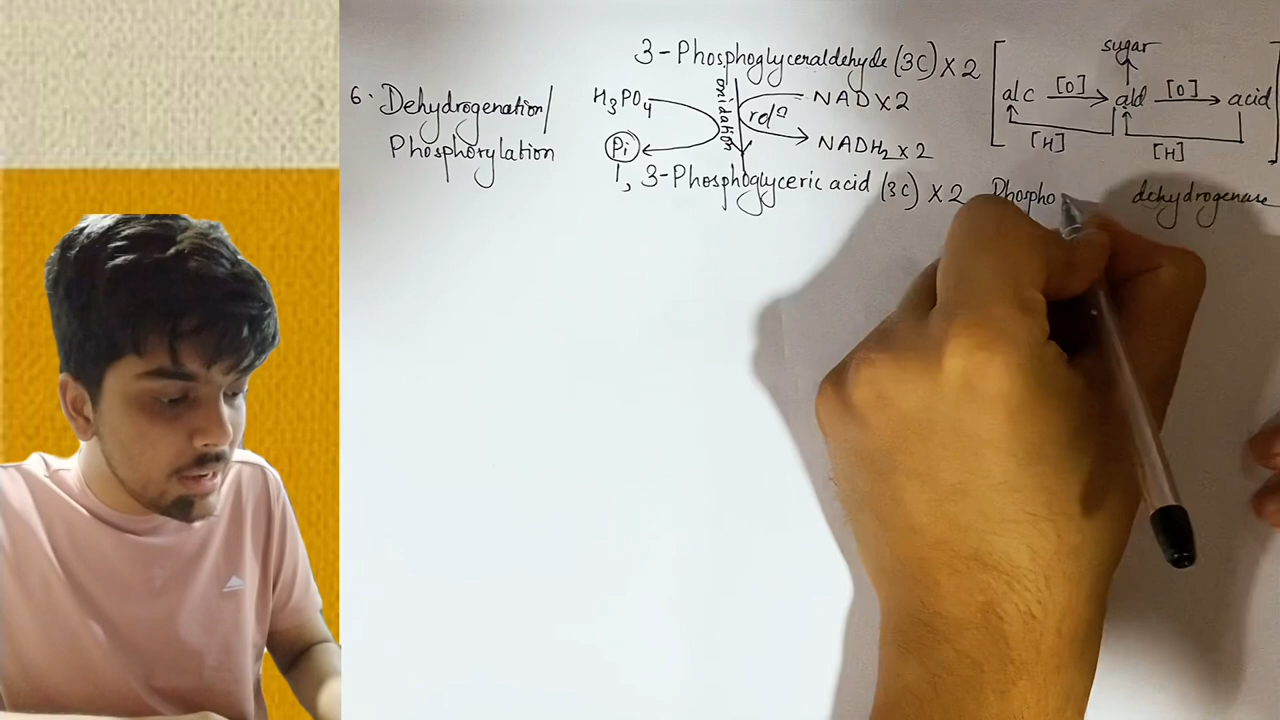 3-Phosphoglyceraldehyde (3C) X 2
6. Dehydrogenation/
Phosphorylation
H₃PO₄
Pi
oxidation
redⁿ
NAD X 2
NADH₂ X 2
1, 3-Phosphoglyceric acid (3C) X 2
Phospho
dehydrogenase
sugar
alc [O] ald [O] acid
[H] [H]